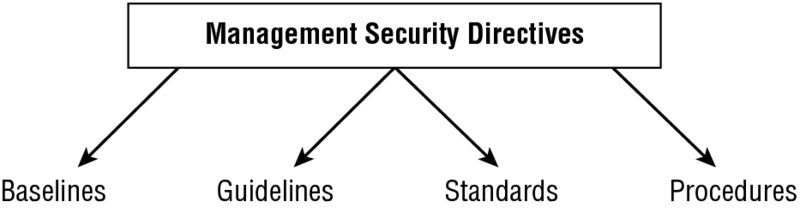 Management Security Directives
Baselines Guidelines Standards Procedures